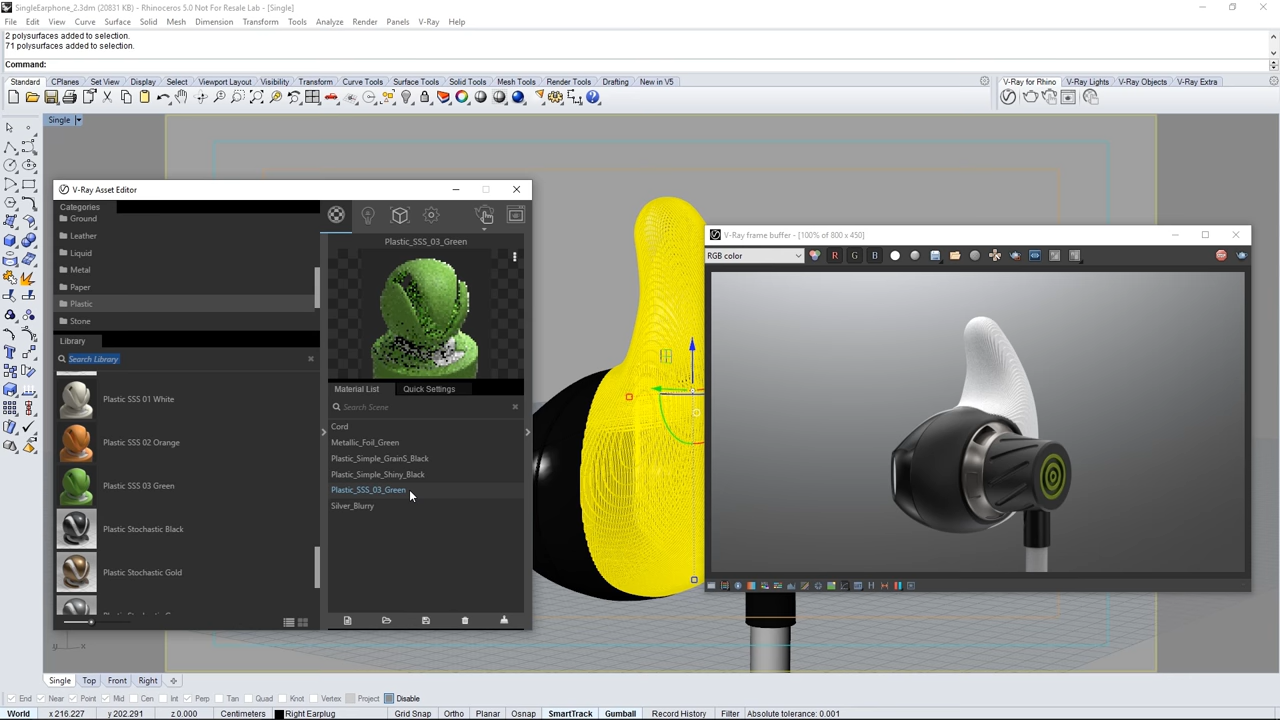 SingleEarphone_2.3dm (20831 KB) - Rhinoceros 5.0 Not For Resale Lab - [Single]
File Edit View Curve Surface Solid Mesh Dimension Transform Tools Analyze Render Panels V-Ray Help
2 polysurfaces added to selection.
71 polysurfaces added to selection.
Command:
Standard CPlanes Set View Display Select Viewport Layout Visibility Transform Curve Tools Surface Tools Solid Tools Mesh Tools Render Tools Drafting New in V5
V-Ray for Rhino V-Ray Lights V-Ray Objects V-Ray Extra
Single
V-Ray Asset Editor
Categories
Ground
Leather
Liquid
Metal
Paper
Plastic
Stone
Library
Search Library
Plastic SSS 01 White
Plastic SSS 02 Orange
Plastic SSS 03 Green
Plastic Stochastic Black
Plastic Stochastic Gold
Plastic_SSS_03_Green
Material List Quick Settings
Search Scene
Cord
Metallic_Foil_Green
Plastic_Simple_GrainS_Black
Plastic_Simple_Shiny_Black
Plastic_SSS_03_Green
Silver_Blurry
V-Ray frame buffer - [100% of 800 x 450]
RGB color R G B
y x
Single Top Front Right
End Near Point Mid Cen Int Perp Tan Quad Knot Vertex Project Disable
World x 216.227 y 202.291 z 0.000 Centimeters Right Earplug Grid Snap Ortho Planar Osnap SmartTrack Gumball Record History Filter Absolute tolerance: 0.001